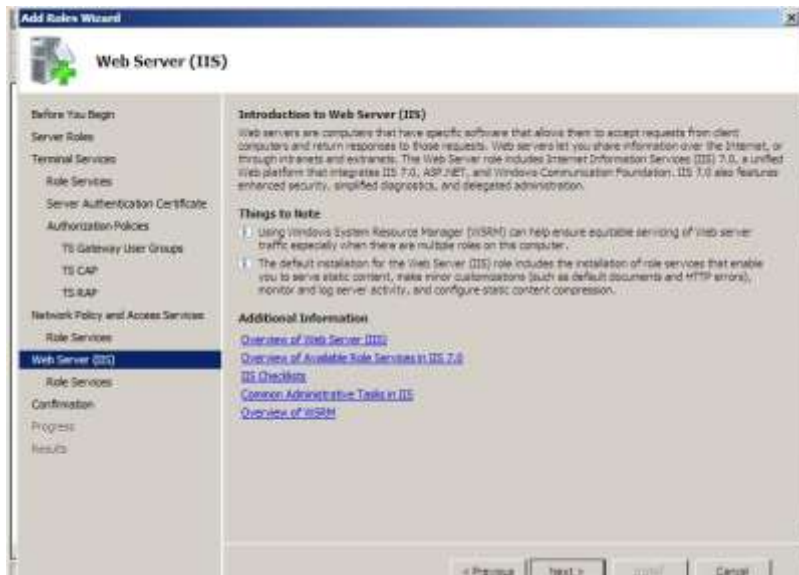 Add Roles Wizard
Web Server (IIS)
Before You Begin
Server Roles
Terminal Services
Role Services
Server Authentication Certificate
Authorization Policies
TS Gateway User Groups
TS CAP
TS RAP
Network Policy and Access Services
Role Services
Web Server (IIS)
Role Services
Confirmation
Progress
Results
Introduction to Web Server (IIS)
Web servers are computers that have specific software that allows them to accept requests from client
computers and return responses to those requests. Web servers let you share information over the Internet, or
through intranets and extranets. The Web Server role includes Internet Information Services (IIS) 7.0, a unified
Web platform that integrates IIS 7.0, ASP.NET, and Windows Communication Foundation. IIS 7.0 also features
enhanced security, simplified diagnostics, and delegated administration.
Things to Note
Using Windows System Resource Manager (WSRM) can help ensure equitable servicing of Web server
traffic especially when there are multiple roles on this computer.
The default installation for the Web Server (IIS) role includes the installation of role services that enable
you to serve static content, make minor customizations (such as default documents and HTTP errors),
monitor and log server activity, and configure static content compression.
Additional Information
Overview of Web Server (IIS)
Overview of Available Role Services in IIS 7.0
IIS Checklists
Common Administrative Tasks in IIS
Overview of WSRM
< Previous
Next >
Install
Cancel